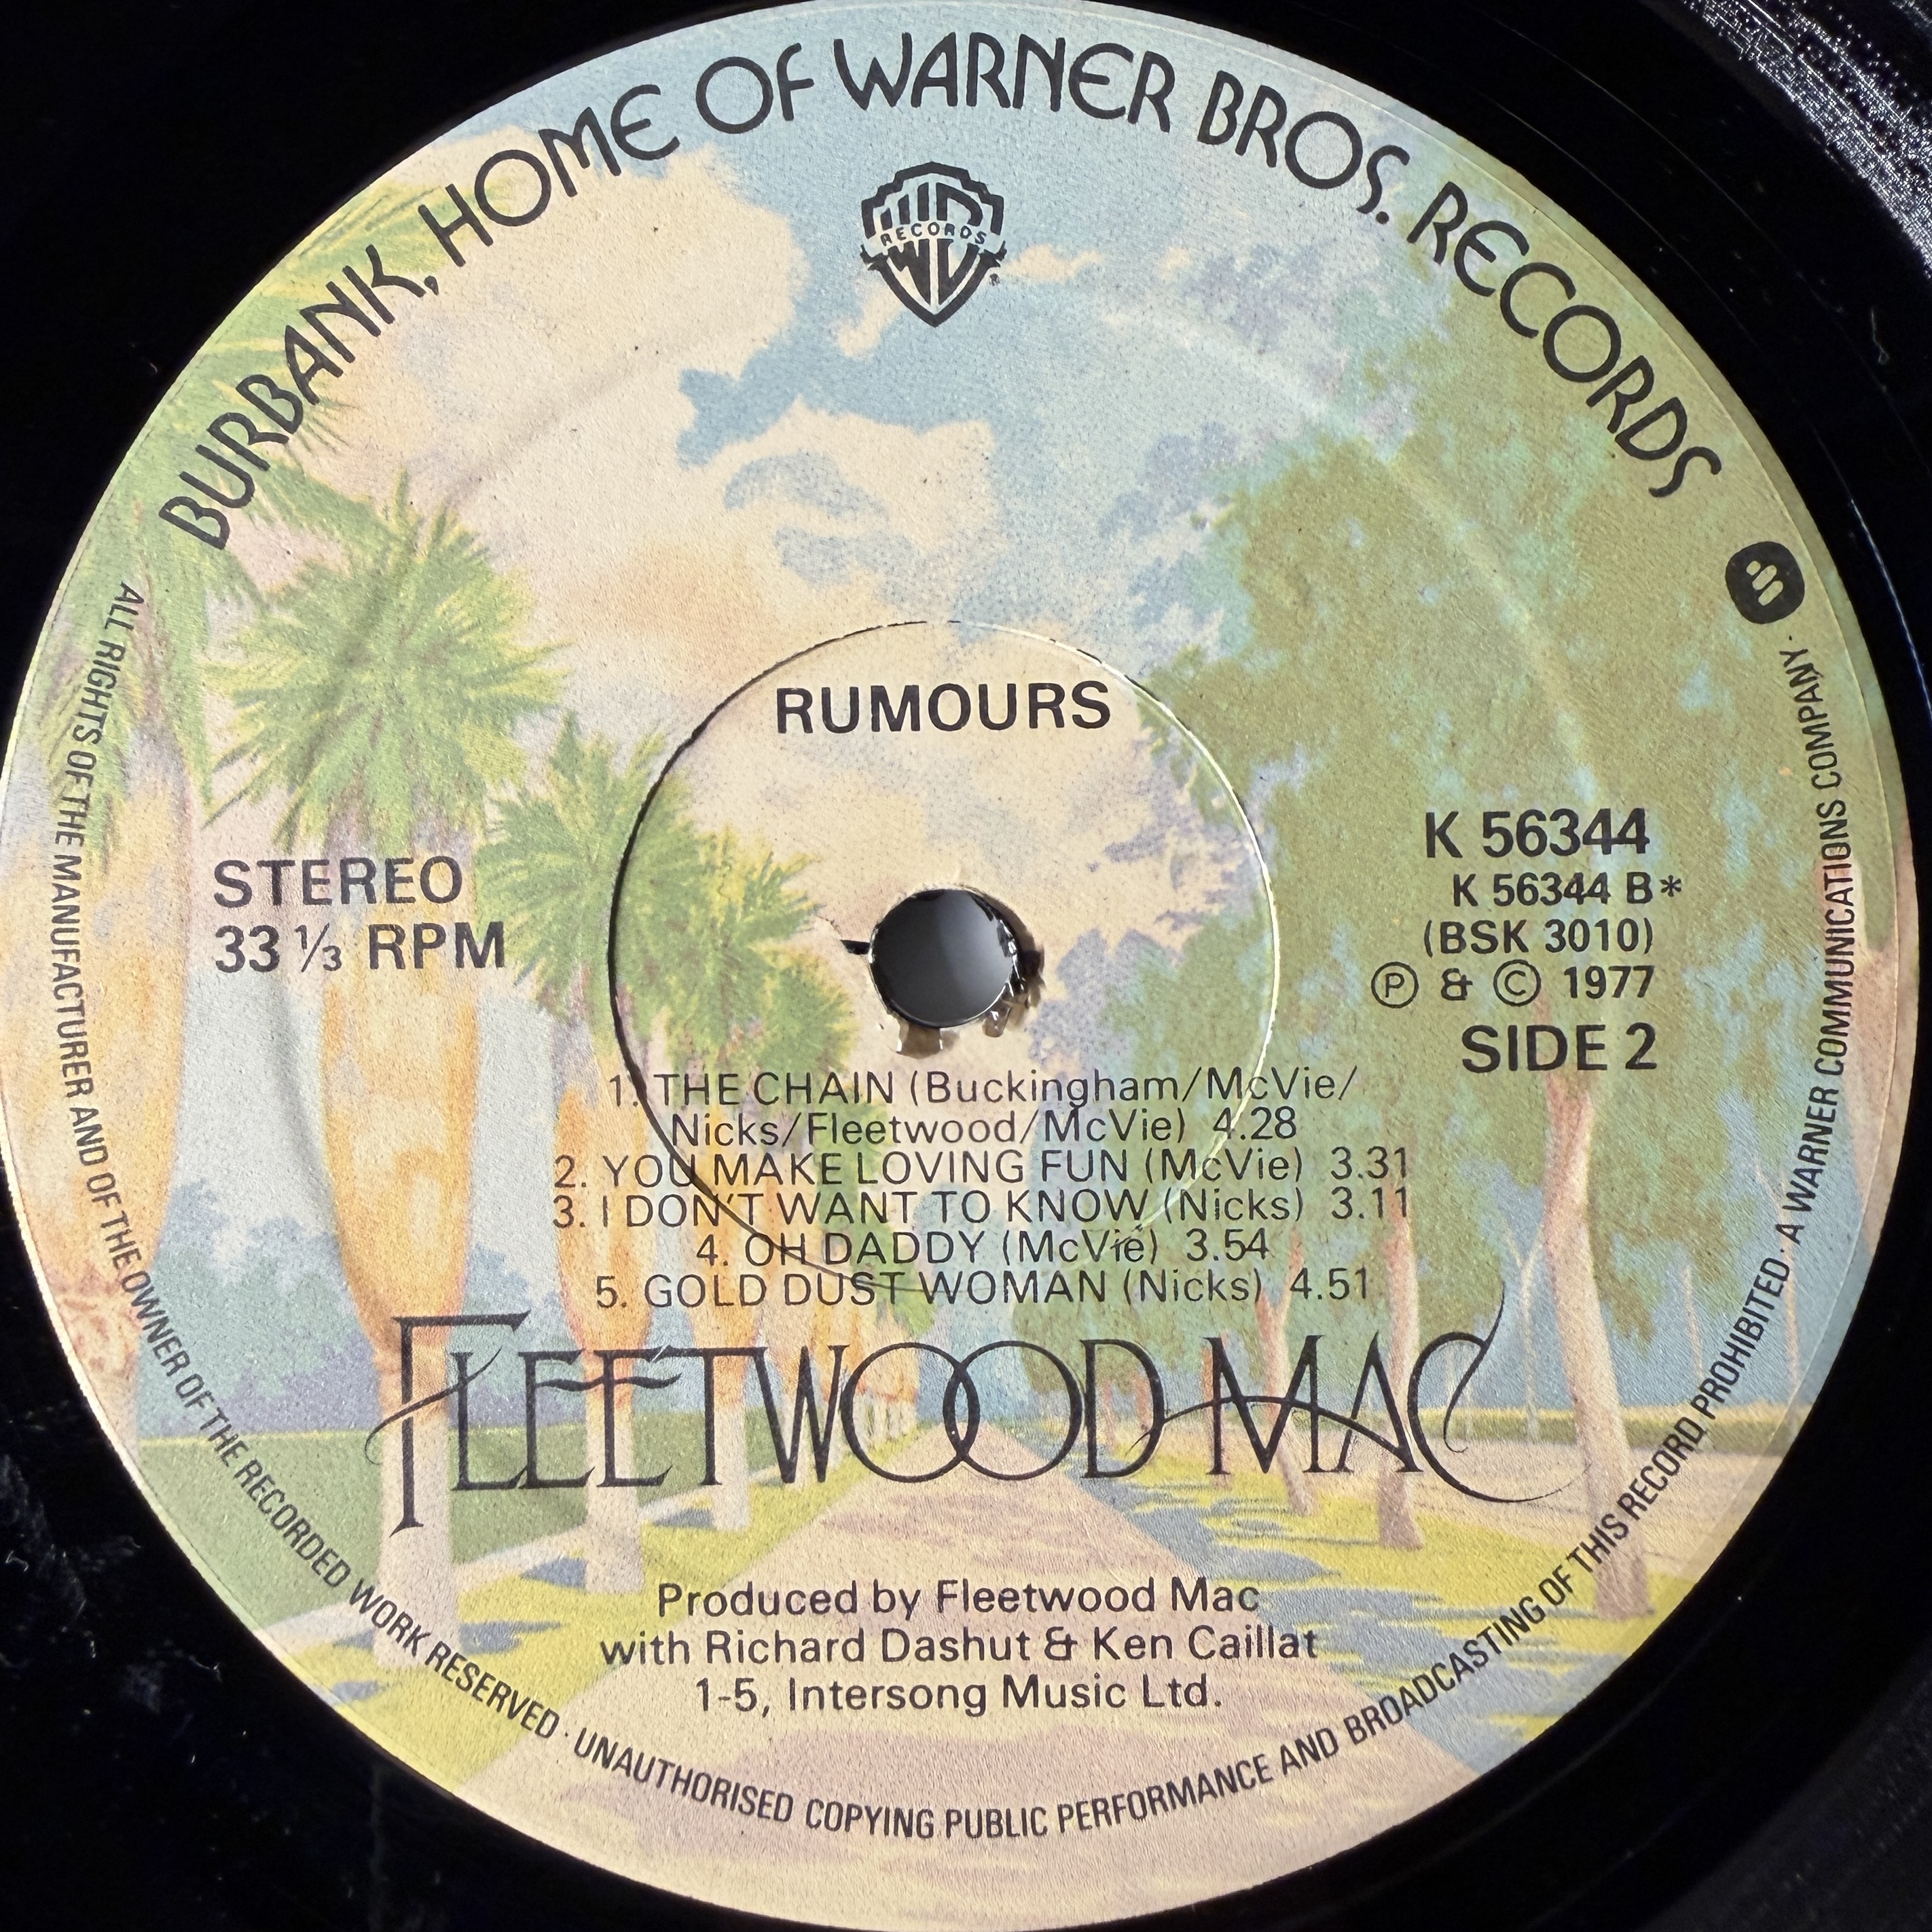 BURBANK, HOME OF WARNER BROS. RECORDS
RECORDS
RUMOURS
STEREO
33 1/3 RPM
K 56344
K 56344 B*
(BSK 3010)
Ⓟ & © 1977
SIDE 2
1. THE CHAIN (Buckingham/McVie/
Nicks/Fleetwood/McVie) 4.28
2. YOU MAKE LOVING FUN (McVie) 3.31
3. I DON'T WANT TO KNOW (Nicks) 3.11
4. OH DADDY (McVie) 3.54
5. GOLD DUST WOMAN (Nicks) 4.51
FLEETWOOD MAC
Produced by Fleetwood Mac
with Richard Dashut & Ken Caillat
1-5, Intersong Music Ltd.
ALL RIGHTS OF THE MANUFACTURER AND OF THE OWNER OF THE RECORDED WORK RESERVED · UNAUTHORISED COPYING PUBLIC PERFORMANCE AND BROADCASTING OF THIS RECORD PROHIBITED · A WARNER COMMUNICATIONS COMPANY ·